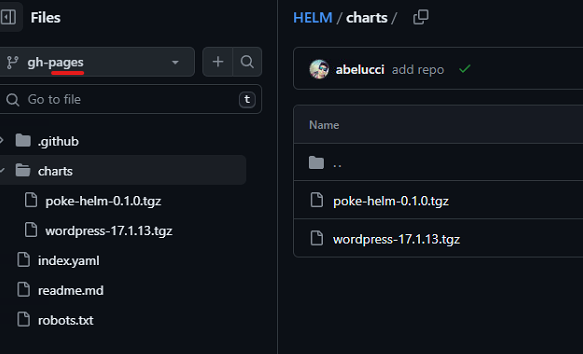 Files
gh-pages
Go to file
t
.github
charts
poke-helm-0.1.0.tgz
wordpress-17.1.13.tgz
index.yaml
readme.md
robots.txt
HELM / charts /
abelucci add repo
Name
..
poke-helm-0.1.0.tgz
wordpress-17.1.13.tgz